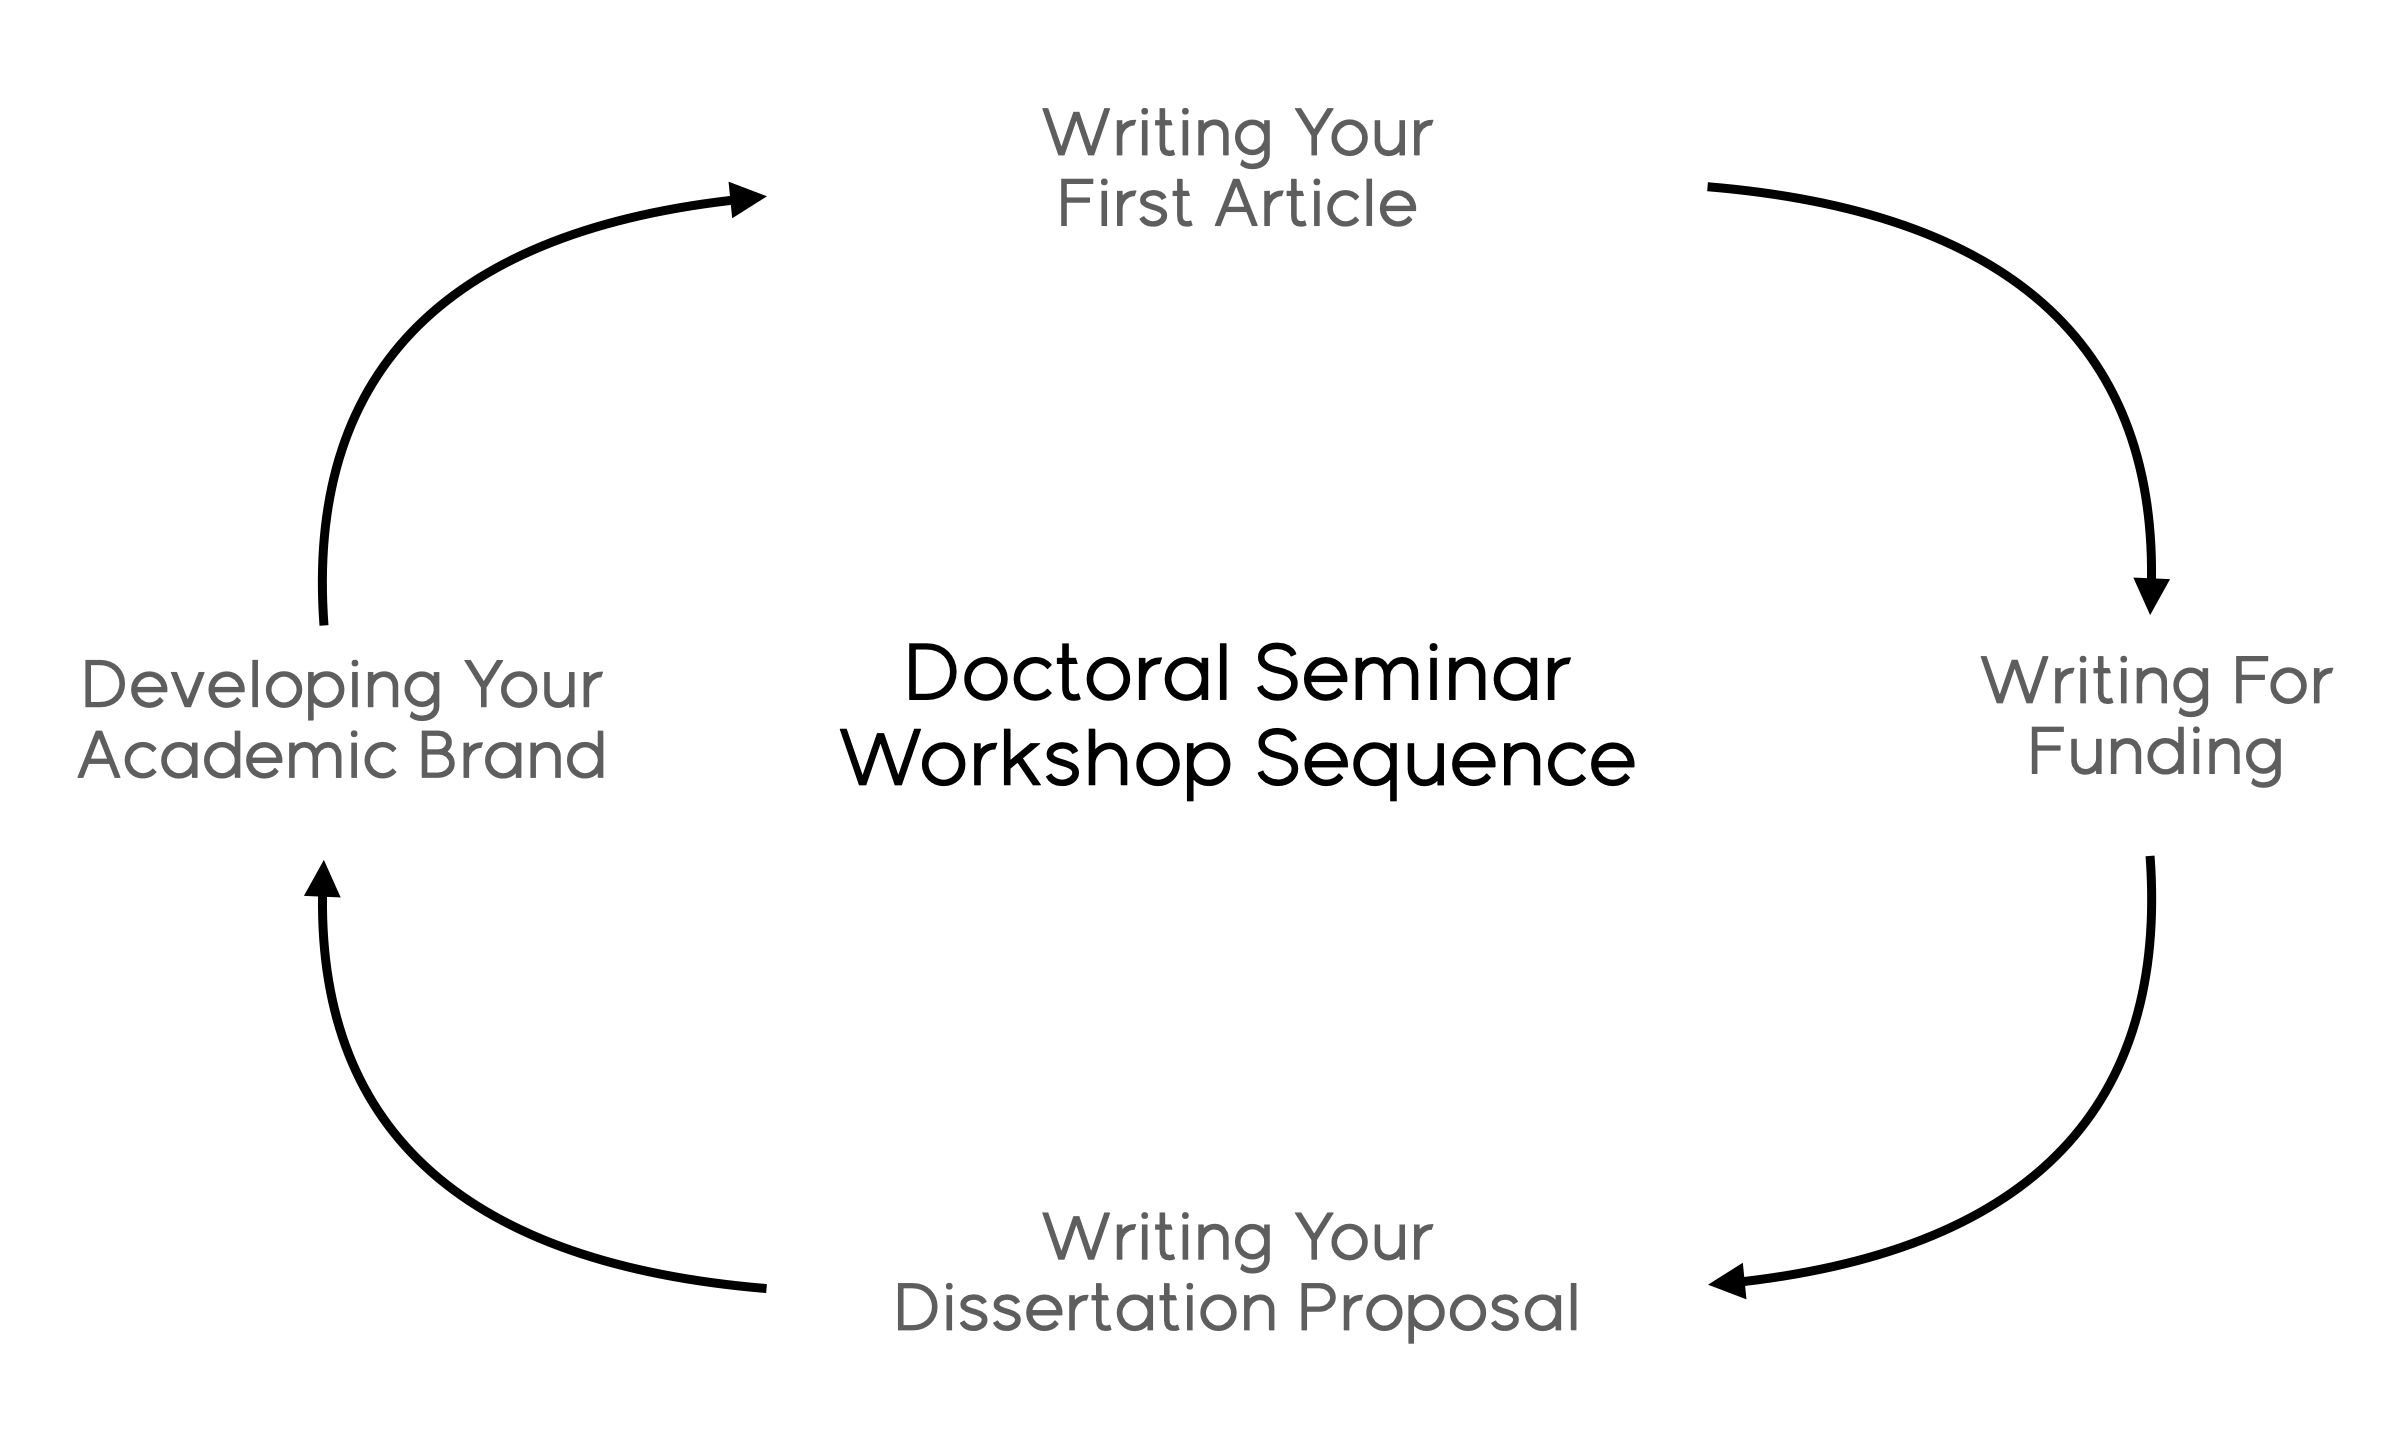 Writing Your
First Article
Developing Your
Academic Brand
Doctoral Seminar
Workshop Sequence
Writing For
Funding
Writing Your
Dissertation Proposal